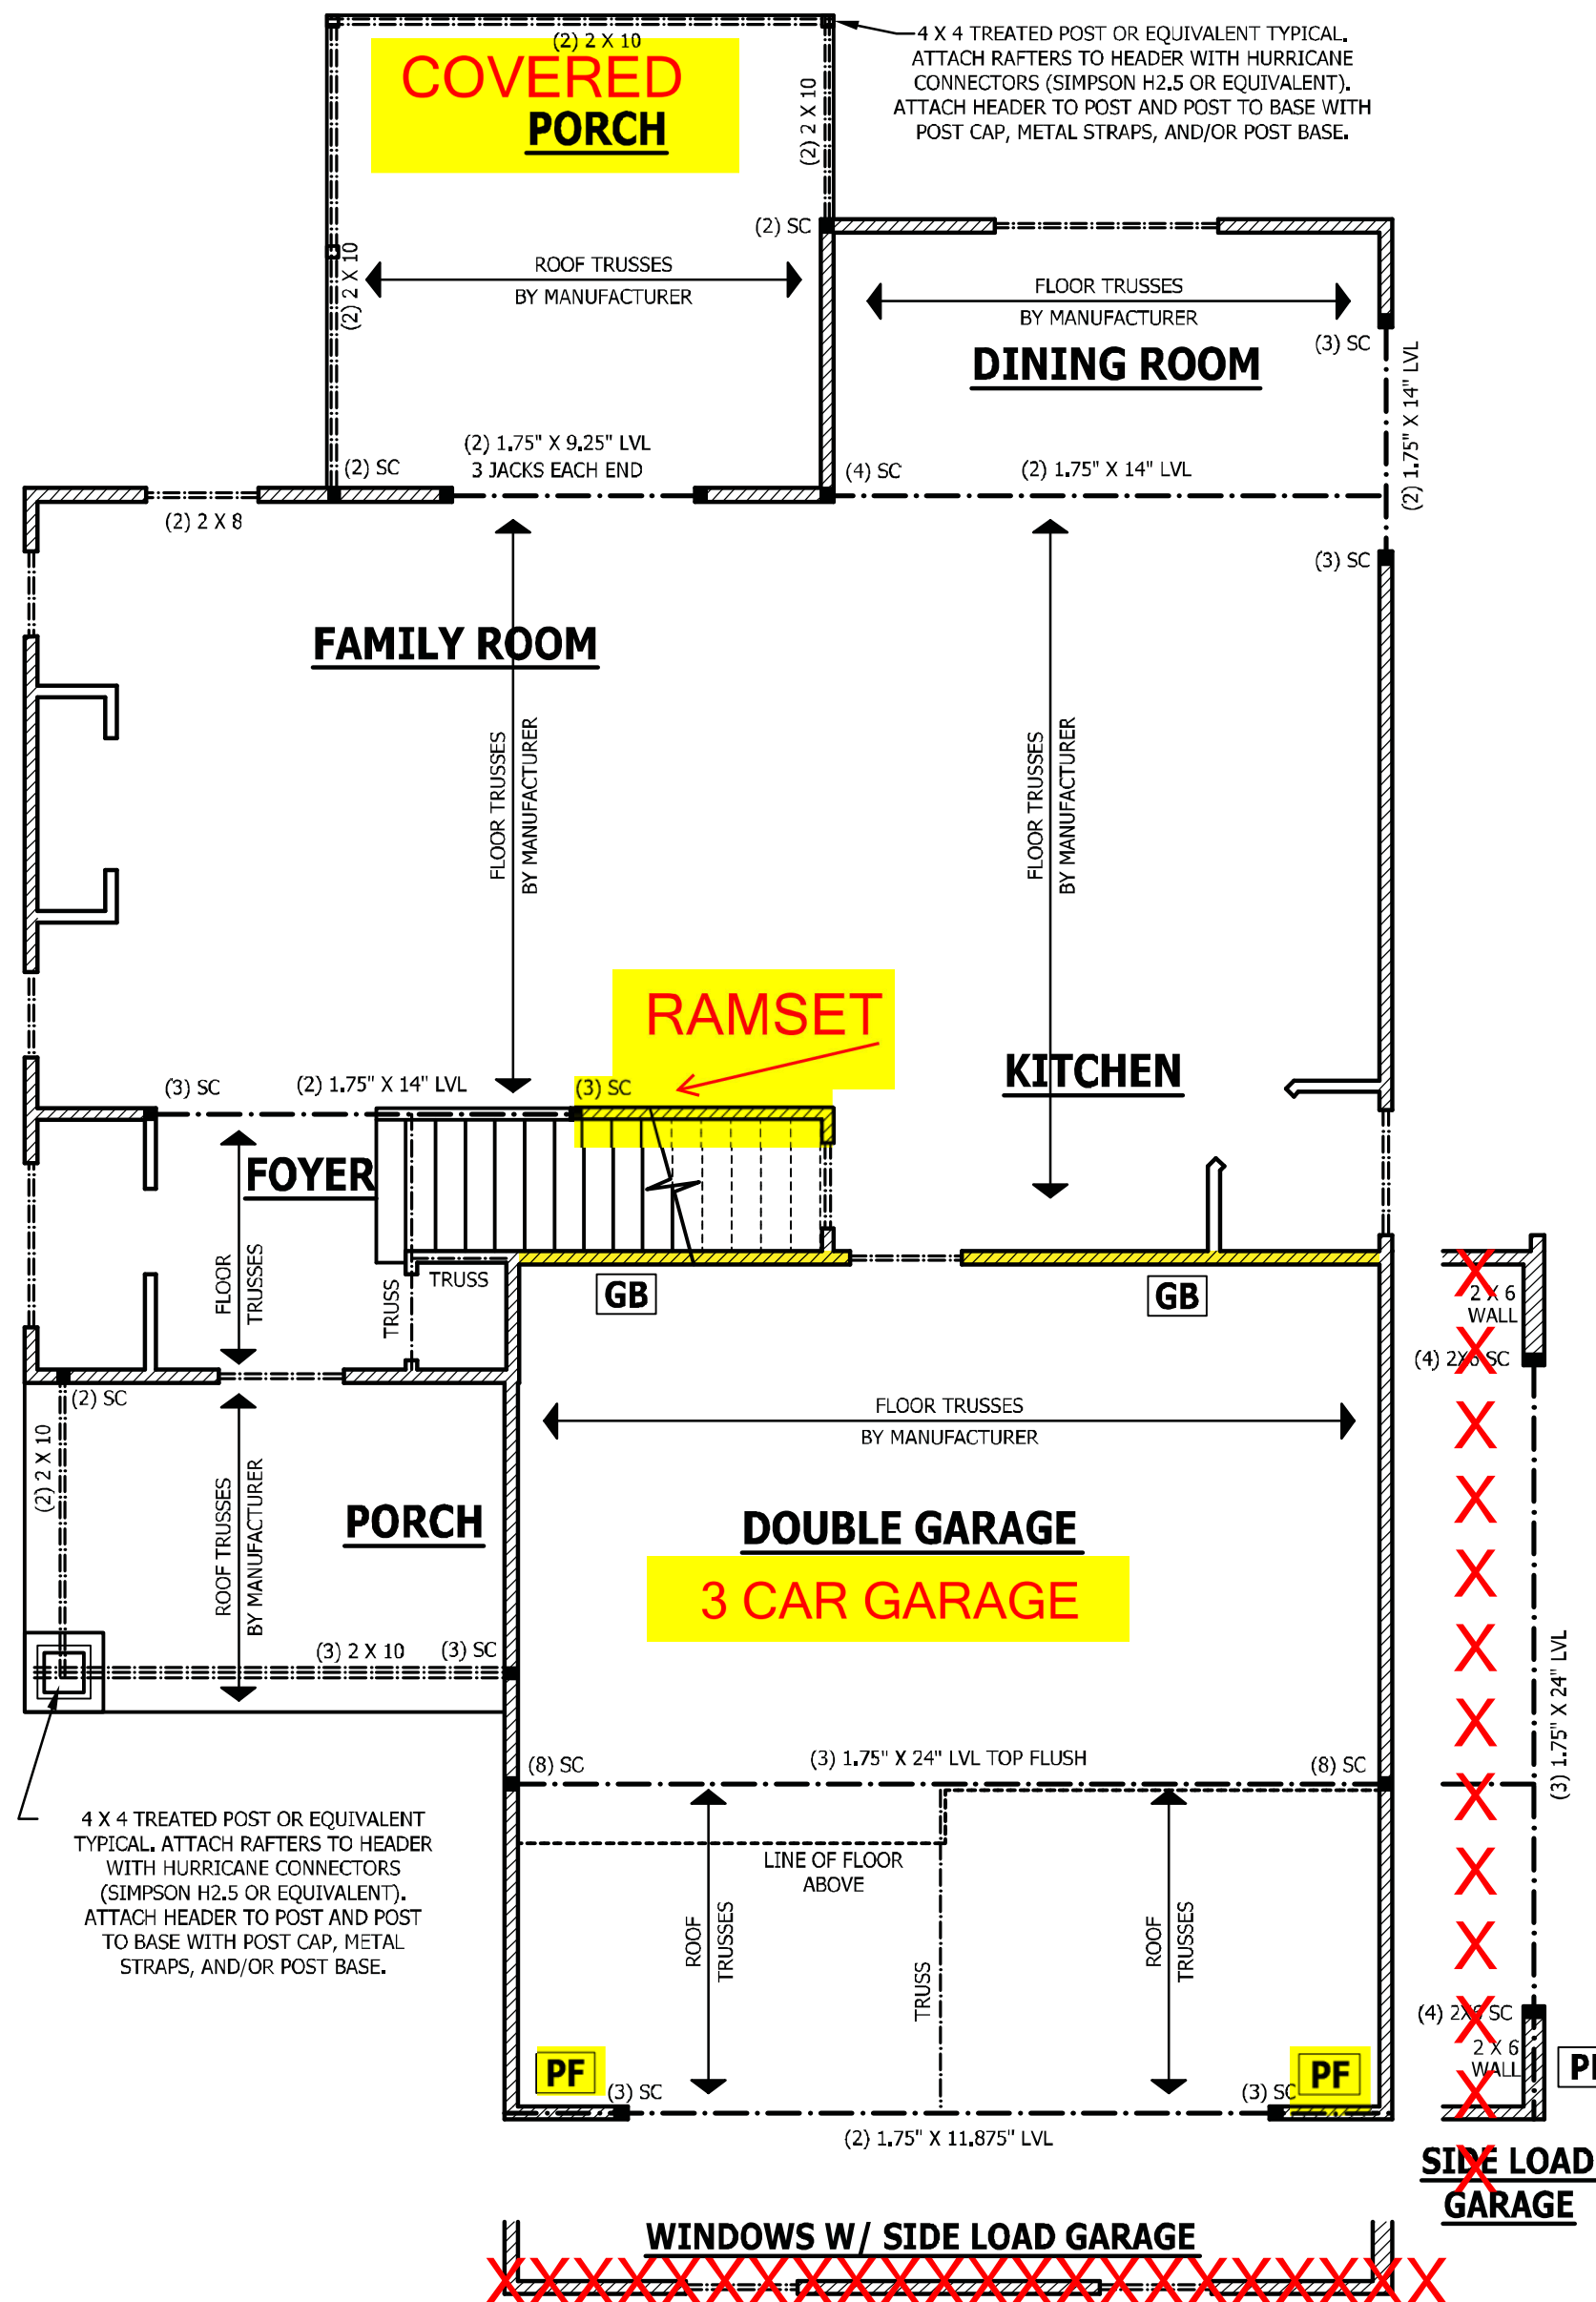 (2) 2 X 10
COVERED
PORCH
(2) 2 X 10
4 X 4 TREATED POST OR EQUIVALENT TYPICAL.
ATTACH RAFTERS TO HEADER WITH HURRICANE
CONNECTORS (SIMPSON H2.5 OR EQUIVALENT).
ATTACH HEADER TO POST AND POST TO BASE WITH
POST CAP, METAL STRAPS, AND/OR POST BASE.
(2) SC
(2) 2 X 10
ROOF TRUSSES
BY MANUFACTURER
FLOOR TRUSSES
BY MANUFACTURER
DINING ROOM
(3) SC
(2) 1.75" X 14" LVL
(2) SC
(2) 1.75" X 9.25" LVL
3 JACKS EACH END
(4) SC
(2) 1.75" X 14" LVL
(2) 2 X 8
(3) SC
FAMILY ROOM
FLOOR TRUSSES
BY MANUFACTURER
FLOOR TRUSSES
BY MANUFACTURER
RAMSET
KITCHEN
(3) SC
(2) 1.75" X 14" LVL
(3) SC
FOYER
FLOOR
TRUSSES
TRUSS
TRUSS
GB
GB
2 X 6
WALL
(4) 2X6 SC
(2) SC
(2) 2 X 10
FLOOR TRUSSES
BY MANUFACTURER
ROOF TRUSSES
BY MANUFACTURER
PORCH
DOUBLE GARAGE
3 CAR GARAGE
(3) 2 X 10
(3) SC
(3) 1.75" X 24" LVL
(8) SC
(3) 1.75" X 24" LVL TOP FLUSH
(8) SC
4 X 4 TREATED POST OR EQUIVALENT
TYPICAL. ATTACH RAFTERS TO HEADER
WITH HURRICANE CONNECTORS
(SIMPSON H2.5 OR EQUIVALENT).
ATTACH HEADER TO POST AND POST
TO BASE WITH POST CAP, METAL
STRAPS, AND/OR POST BASE.
LINE OF FLOOR
ABOVE
ROOF
TRUSSES
TRUSS
ROOF
TRUSSES
(4) 2X6 SC
2 X 6
WALL
PF
(3) SC
(3) SC
PF
(2) 1.75" X 11.875" LVL
SIDE LOAD
GARAGE
WINDOWS W/ SIDE LOAD GARAGE